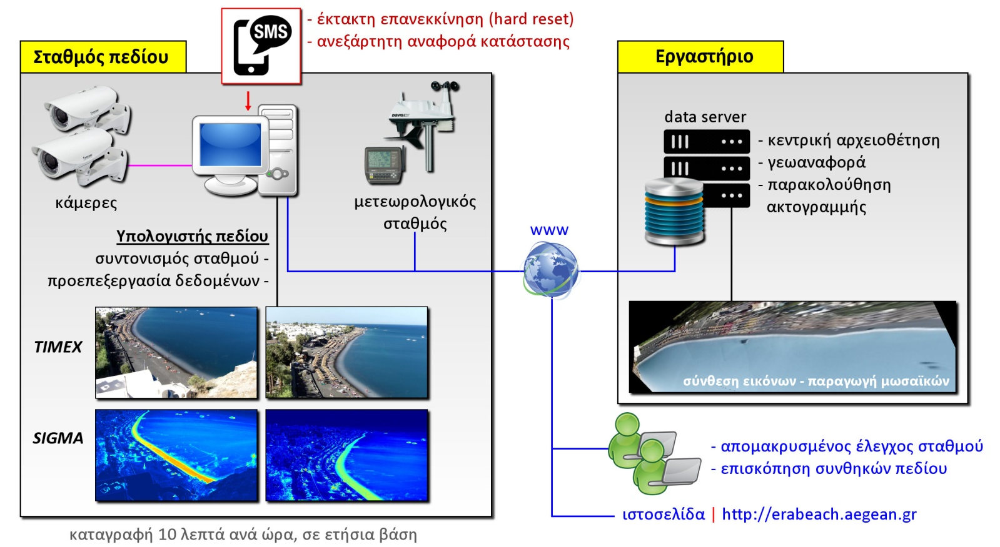 SMS
- έκτακτη επανεκκίνηση (hard reset)
- ανεξάρτητη αναφορά κατάστασης
Σταθμός πεδίου
κάμερες
DAVIS
μετεωρολογικός
σταθμός
Υπολογιστής πεδίου
συντονισμός σταθμού -
προεπεξεργασία δεδομένων -
TIMEX
SIGMA
καταγραφή 10 λεπτά ανά ώρα, σε ετήσια βάση
www
Εργαστήριο
data server
- κεντρική αρχειοθέτηση
- γεωαναφορά
- παρακολούθηση
ακτογραμμής
σύνθεση εικόνων - παραγωγή μωσαϊκών
- απομακρυσμένος έλεγχος σταθμού
- επισκόπηση συνθηκών πεδίου
ιστοσελίδα | http://erabeach.aegean.gr